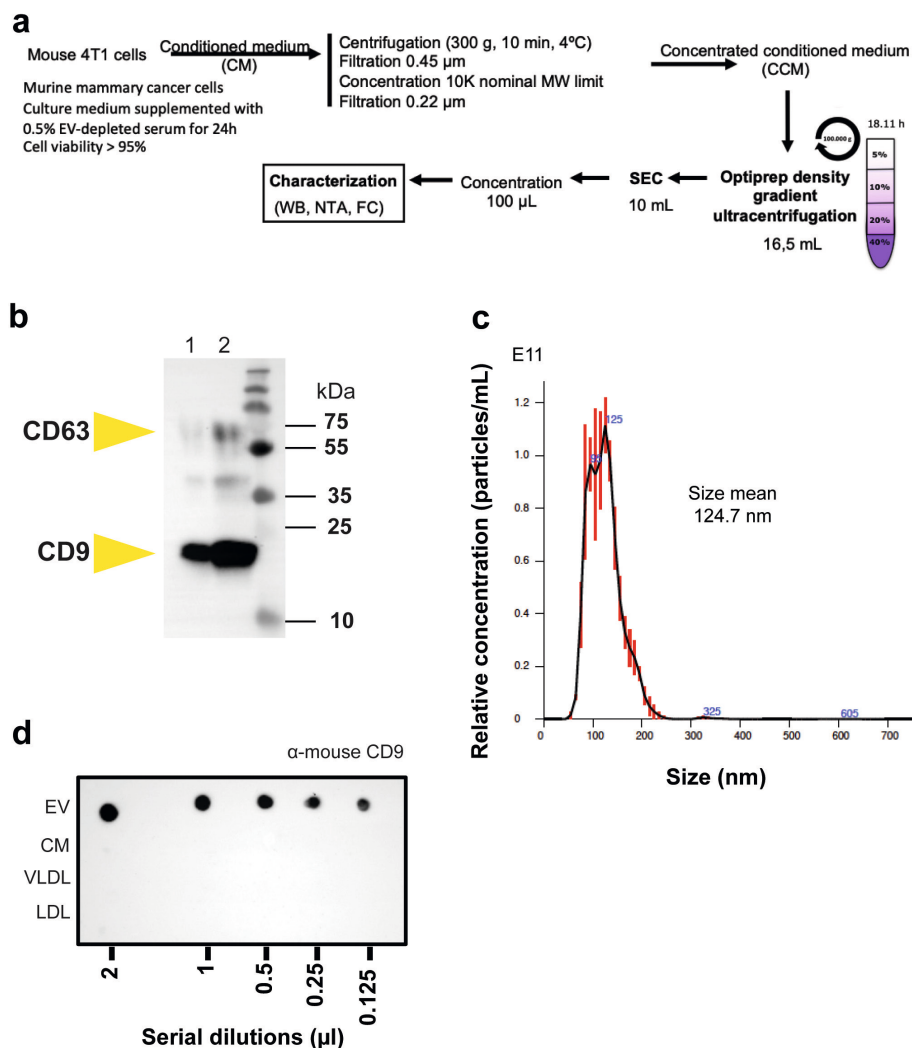 a
Mouse 4T1 cells
Murine mammary cancer cells
Culture medium supplemented with
0.5% EV-depleted serum for 24h
Cell viability > 95%
Conditioned medium
(CM)
Centrifugation (300 g, 10 min, 4ºC)
Filtration 0.45 µm
Concentration 10K nominal MW limit
Filtration 0.22 µm
Concentrated conditioned medium
(CCM)
100.000 g
18.11 h
5%
10%
20%
40%
Optiprep density
gradient
ultracentrifugation
16,5 mL
SEC
10 mL
Concentration
100 µL
Characterization
(WB, NTA, FC)
b
1 2
kDa
75
55
35
25
10
CD63
CD9
c
E11
Relative concentration (particles/mL)
1.2
1.0
0.8
0.6
0.4
0.2
0
125
Size mean
124.7 nm
325
605
0 100 200 300 400 500 600 700
Size (nm)
d
α-mouse CD9
EV
CM
VLDL
LDL
2
1
0.5
0.25
0.125
Serial dilutions (µl)